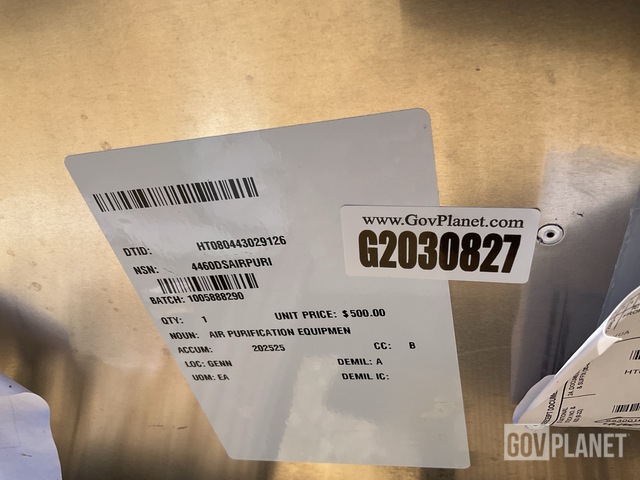 www.GovPlanet.com
G2030827
DTID: HT080443029126
NSN: 4460DSAIRPURI
BATCH: 1005888290
QTY: 1 UNIT PRICE: $500.00
NOUN: AIR PURIFICATION EQUIPMEN
ACCUM: 202525 CC: B
LOC: GENN DEMIL: A
UOM: EA DEMIL IC:
GOVPLANET